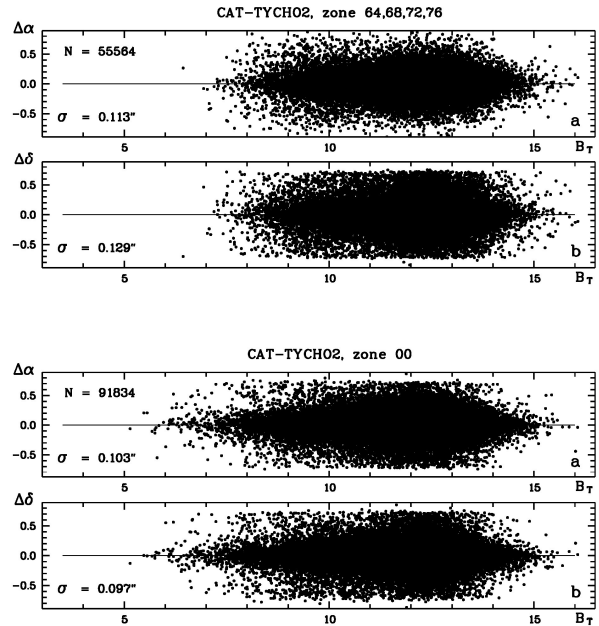 CAT−TYCHO2, zone 64,68,72,76
Δα
N = 55564
0.5
0.0
−0.5
σ = 0.113"
a
5 10 15 B_T
Δδ
0.5
0.0
−0.5
σ = 0.129"
b
5 10 15 B_T
CAT−TYCHO2, zone 00
Δα
N = 91834
0.5
0.0
−0.5
σ = 0.103"
a
5 10 15 B_T
Δδ
0.5
0.0
−0.5
σ = 0.097"
b
5 10 15 B_T